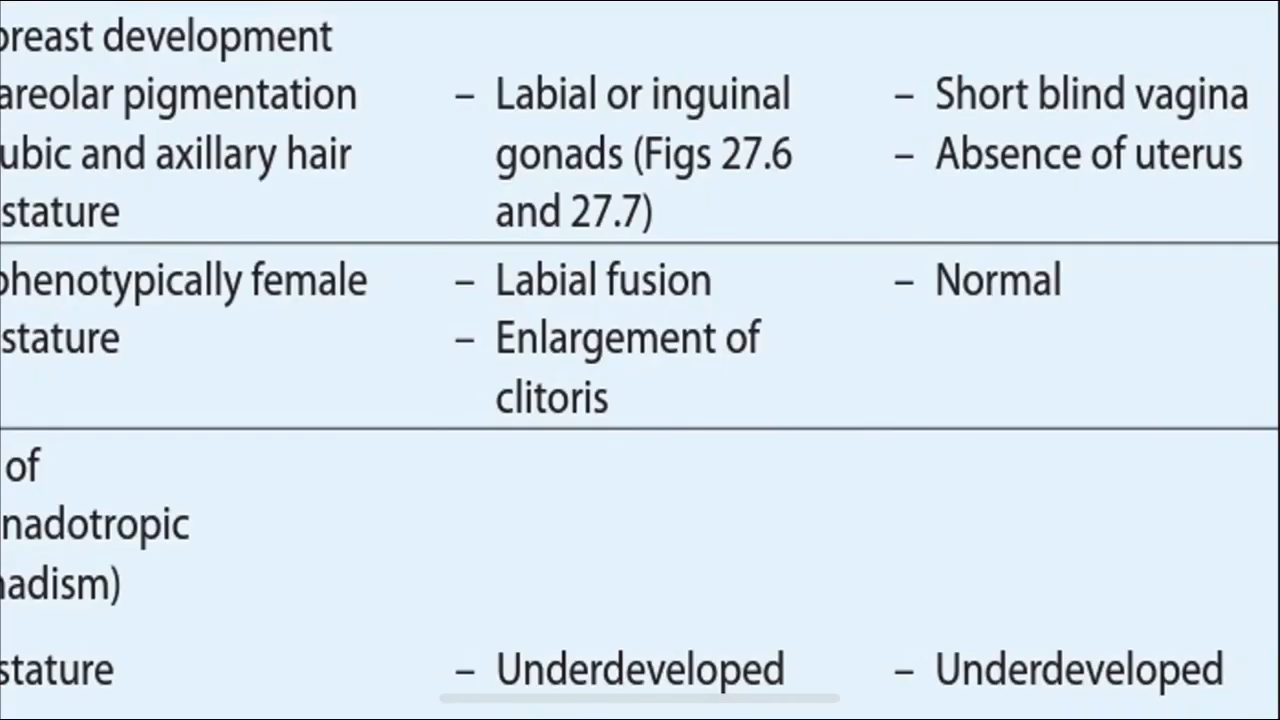 breast development
areolar pigmentation – Labial or inguinal – Short blind vagina
ubic and axillary hair gonads (Figs 27.6 – Absence of uterus
stature and 27.7)
phenotypically female – Labial fusion – Normal
stature – Enlargement of
clitoris
of
nadotropic
nadism)
stature – Underdeveloped – Underdeveloped